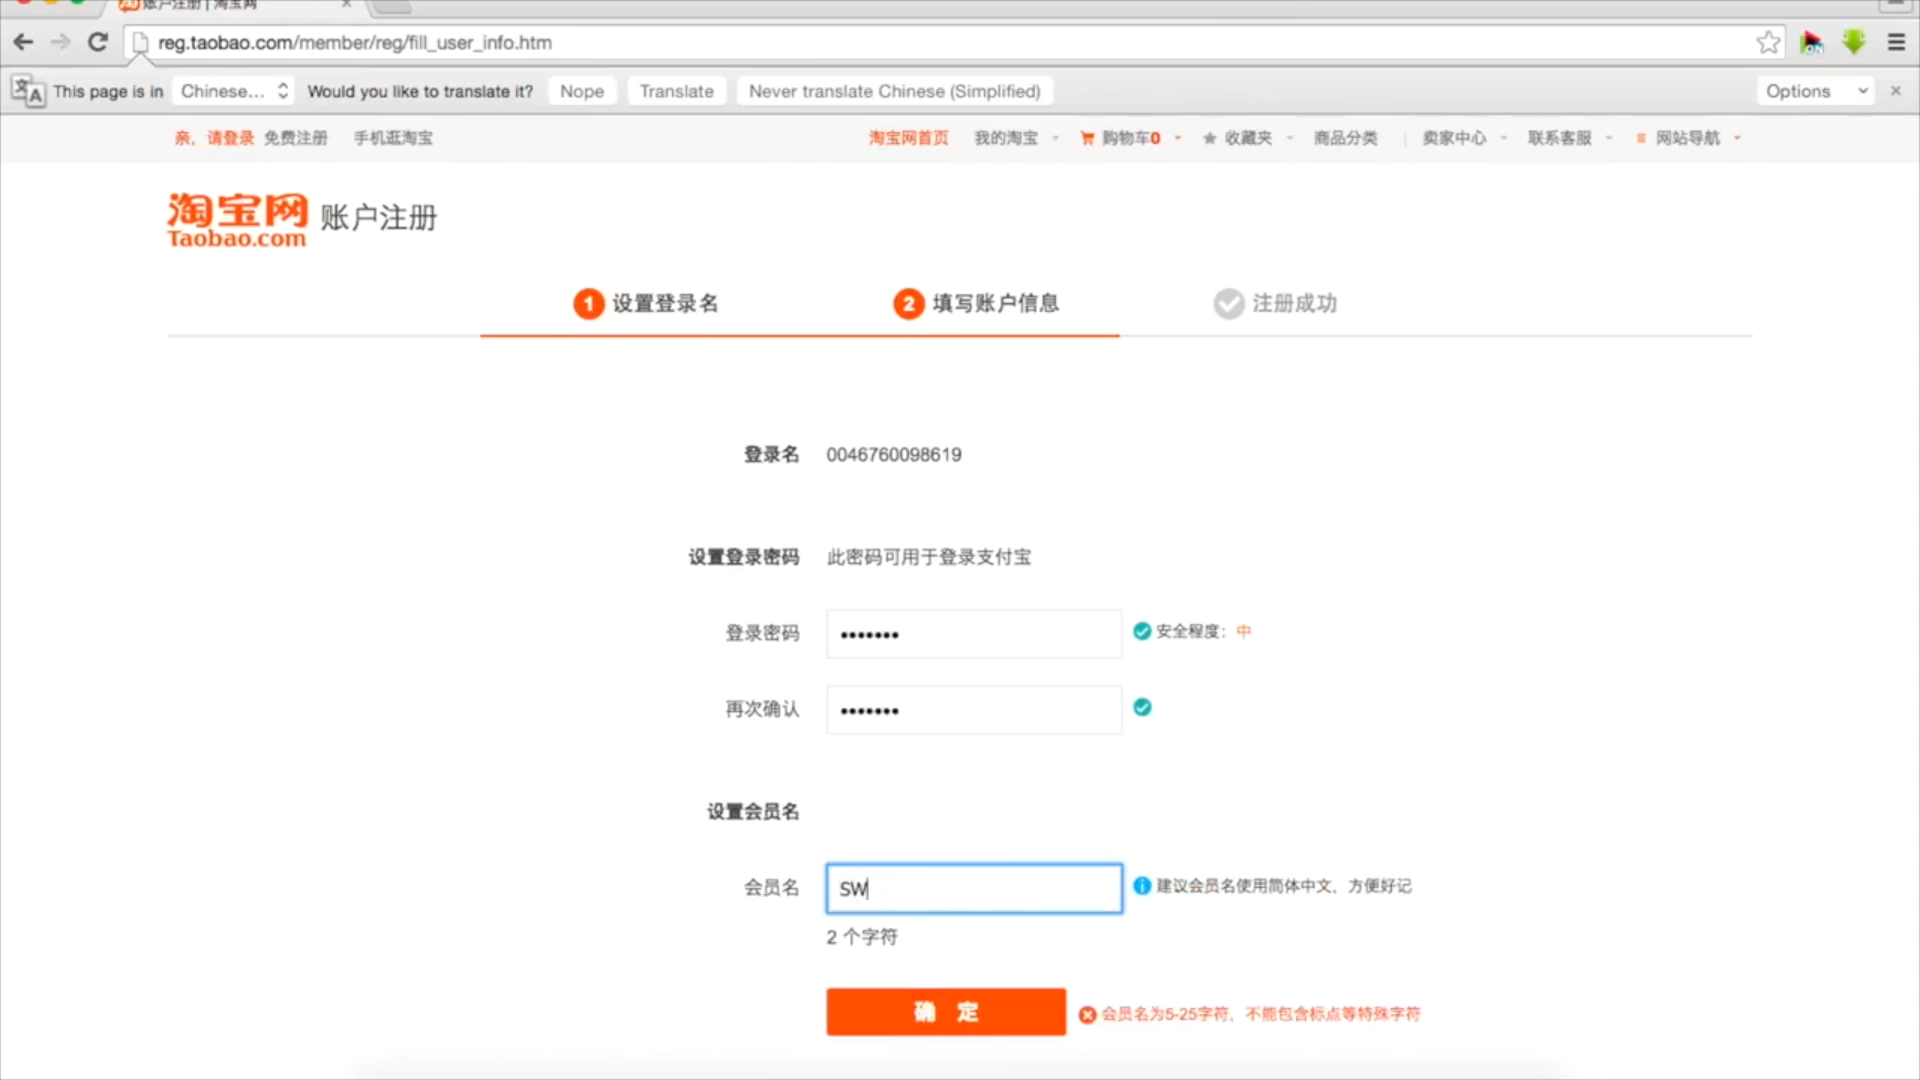 账户注册 | 淘宝网
reg.taobao.com/member/reg/fill_user_info.htm
This page is in Chinese... Would you like to translate it? Nope Translate Never translate Chinese (Simplified) Options
亲，请登录 免费注册 手机逛淘宝 淘宝网首页 我的淘宝 购物车0 收藏夹 商品分类 卖家中心 联系客服 网站导航
淘宝网 账户注册
Taobao.com
1 设置登录名 2 填写账户信息 注册成功
登录名 0046760098619
设置登录密码 此密码可用于登录支付宝
登录密码 ••••••• 安全程度：中
再次确认 •••••••
设置会员名
会员名 SW 建议会员名使用简体中文，方便好记
2 个字符
确 定 会员名为5-25字符，不能包含标点等特殊字符